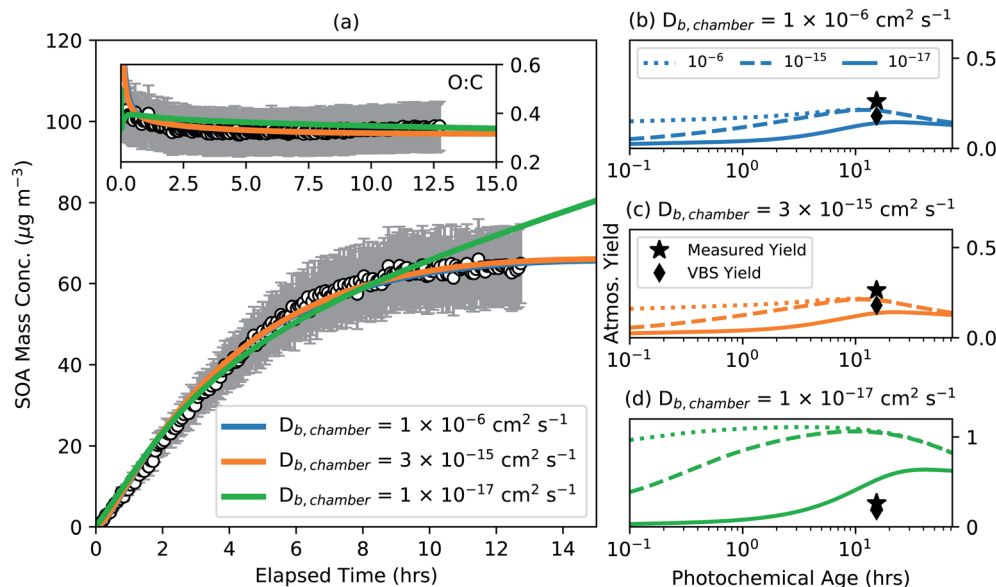 (a)
SOA Mass Conc. (μg m⁻³)
120
100
80
60
40
20
0
O:C
0.6
0.4
0.2
0.0 2.5 5.0 7.5 10.0 12.5 15.0
D_{b, chamber} = 1 × 10⁻⁶ cm² s⁻¹
D_{b, chamber} = 3 × 10⁻¹⁵ cm² s⁻¹
D_{b, chamber} = 1 × 10⁻¹⁷ cm² s⁻¹
0 2 4 6 8 10 12 14
Elapsed Time (hrs)
(b) D_{b, chamber} = 1 × 10⁻⁶ cm² s⁻¹
10⁻⁶ 10⁻¹⁵ 10⁻¹⁷
0.5
0.0
10⁻¹ 10⁰ 10¹
(c) D_{b, chamber} = 3 × 10⁻¹⁵ cm² s⁻¹
Measured Yield
VBS Yield
Atmos. Yield
0.5
0.0
10⁻¹ 10⁰ 10¹
(d) D_{b, chamber} = 1 × 10⁻¹⁷ cm² s⁻¹
1
0
10⁻¹ 10⁰ 10¹
Photochemical Age (hrs)